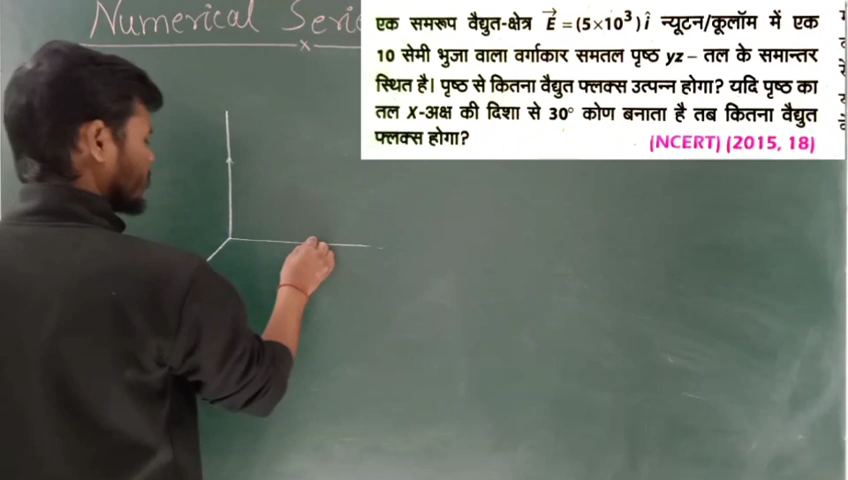 Numerical Serie
एक समरूप वैद्युत-क्षेत्र E⃗ = (5×10³) î न्यूटन/कूलॉम में एक
10 सेमी भुजा वाला वर्गाकार समतल पृष्ठ yz – तल के समान्तर
स्थित है। पृष्ठ से कितना वैद्युत फ्लक्स उत्पन्न होगा? यदि पृष्ठ का
तल X-अक्ष की दिशा से 30° कोण बनाता है तब कितना वैद्युत
फ्लक्स होगा?
(NCERT) (2015, 18)